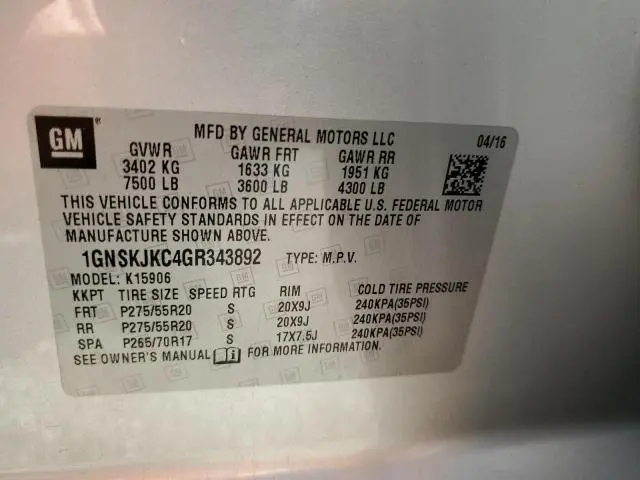 GM ®
MFD BY GENERAL MOTORS LLC 04/16
GVWR GAWR FRT GAWR RR
3402 KG 1633 KG 1951 KG
7500 LB 3600 LB 4300 LB
THIS VEHICLE CONFORMS TO ALL APPLICABLE U.S. FEDERAL MOTOR
VEHICLE SAFETY STANDARDS IN EFFECT ON THE DATE OF
MANUFACTURE SHOWN ABOVE.
1GNSKJKC4GR343892 TYPE: M.P.V.
MODEL: K15906
KKPT TIRE SIZE SPEED RTG RIM COLD TIRE PRESSURE
FRT P275/55R20 S 20X9J 240KPA(35PSI)
RR P275/55R20 S 20X9J 240KPA(35PSI)
SPA P265/70R17 S 17X7.5J 240KPA(35PSI)
SEE OWNER'S MANUAL i FOR MORE INFORMATION.